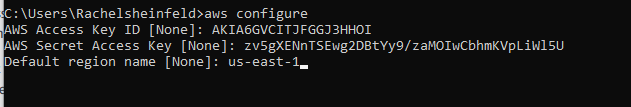 C:\Users\Rachelsheinfeld>aws configure
AWS Access Key ID [None]: AKIA6GVCITJFGGJ3HHOI
AWS Secret Access Key [None]: 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
Default region name [None]: us-east-1